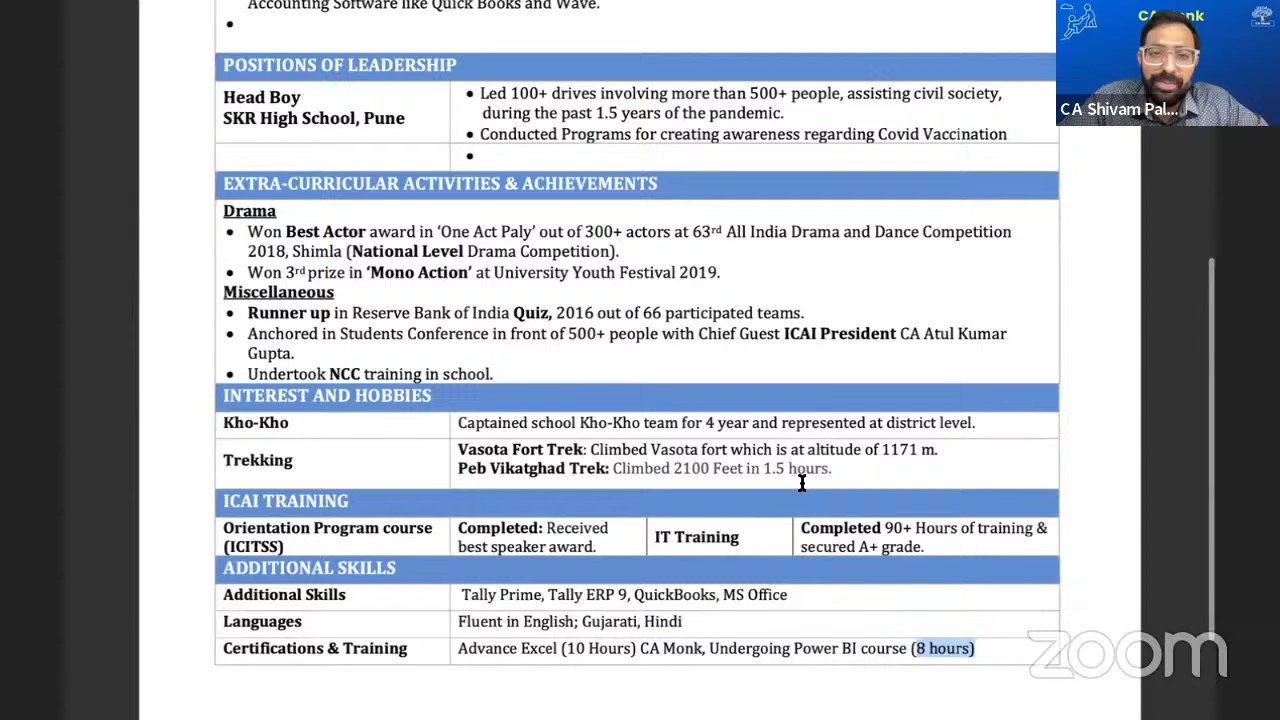 Accounting Software like Quick Books and Wave.
POSITIONS OF LEADERSHIP
Head Boy
SKR High School, Pune
• Led 100+ drives involving more than 500+ people, assisting civil society,
during the past 1.5 years of the pandemic.
• Conducted Programs for creating awareness regarding Covid Vaccination
EXTRA-CURRICULAR ACTIVITIES & ACHIEVEMENTS
Drama
• Won Best Actor award in ‘One Act Paly’ out of 300+ actors at 63rd All India Drama and Dance Competition
2018, Shimla (National Level Drama Competition).
• Won 3rd prize in ‘Mono Action’ at University Youth Festival 2019.
Miscellaneous
• Runner up in Reserve Bank of India Quiz, 2016 out of 66 participated teams.
• Anchored in Students Conference in front of 500+ people with Chief Guest ICAI President CA Atul Kumar
Gupta.
• Undertook NCC training in school.
INTEREST AND HOBBIES
Kho-Kho
Captained school Kho-Kho team for 4 year and represented at district level.
Trekking
Vasota Fort Trek: Climbed Vasota fort which is at altitude of 1171 m.
Peb Vikatghad Trek: Climbed 2100 Feet in 1.5 hours.
ICAI TRAINING
Orientation Program course
(ICITSS)
Completed: Received
best speaker award.
IT Training
Completed 90+ Hours of training &
secured A+ grade.
ADDITIONAL SKILLS
Additional Skills
Tally Prime, Tally ERP 9, QuickBooks, MS Office
Languages
Fluent in English; Gujarati, Hindi
Certifications & Training
Advance Excel (10 Hours) CA Monk, Undergoing Power BI course (8 hours)
C A Shivam Pal...
zoom